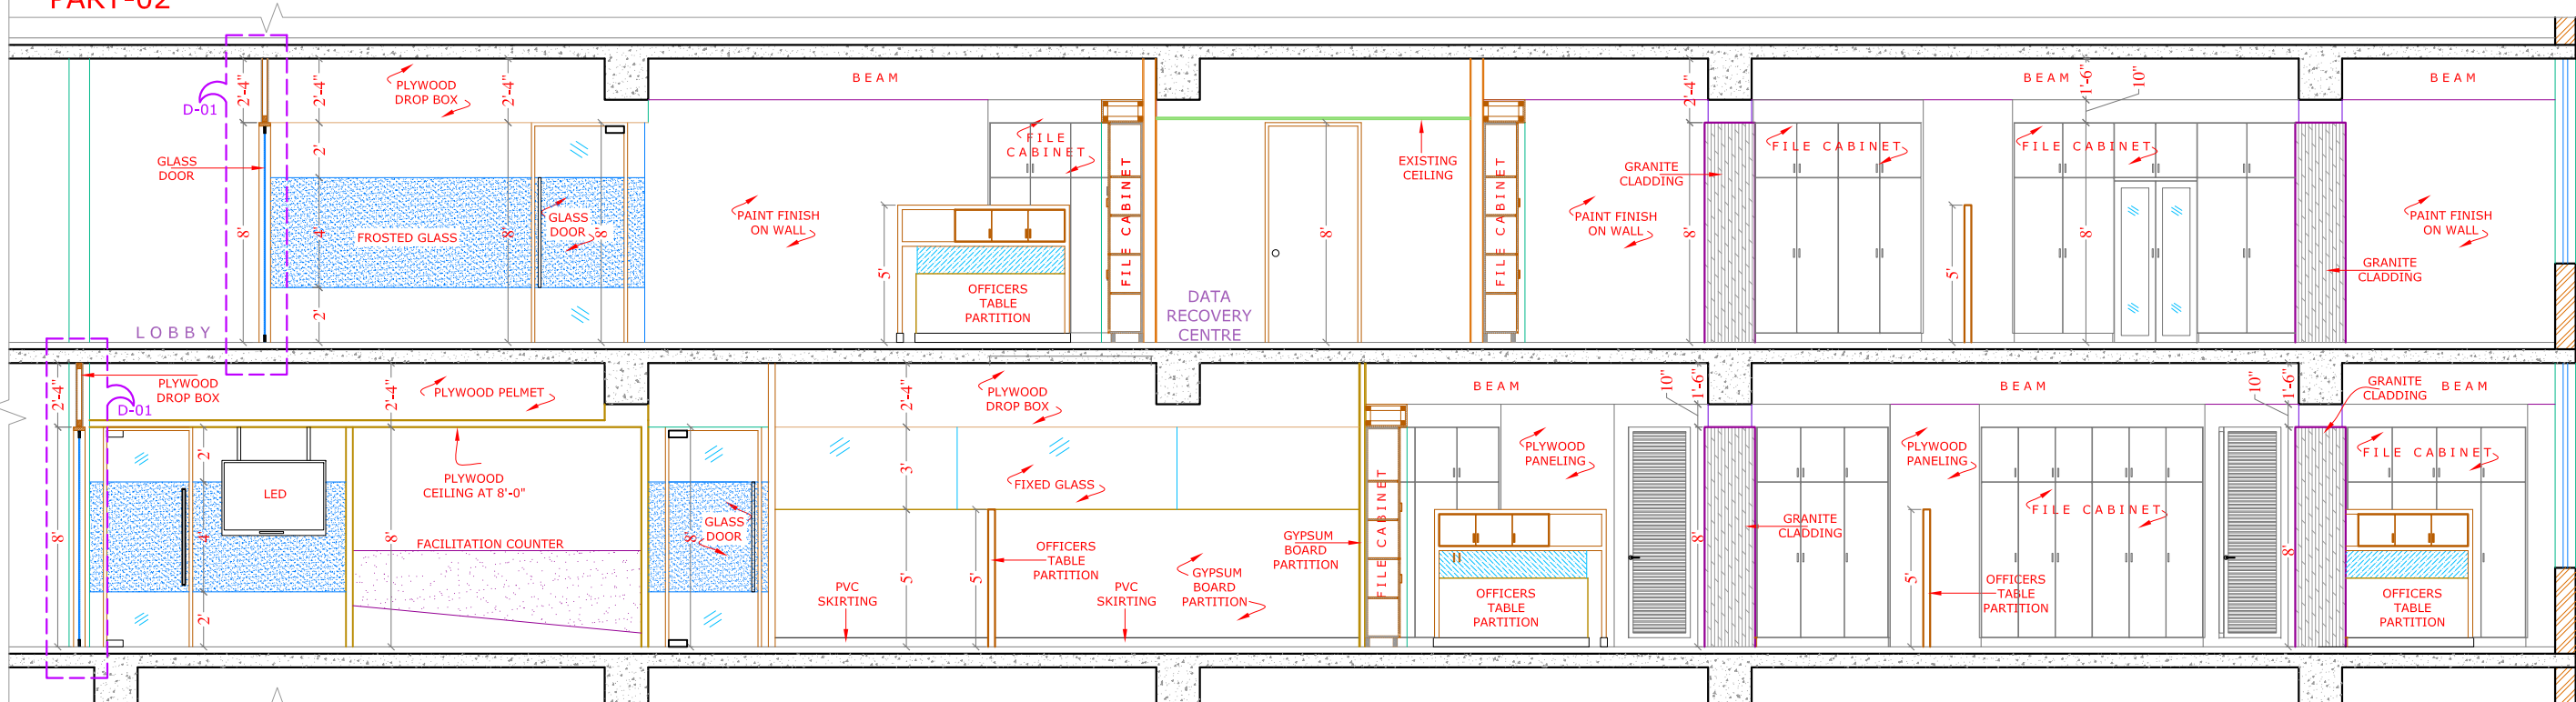 PART-02
BEAM
BEAM
BEAM
2'-4"
2'-4"
2'-4"
2'-4"
1'-6"
10"
PLYWOOD
DROP BOX
D-01
GLASS
DOOR
2'
FILE
CABINET
FILE CABINET
EXISTING
CEILING
FILE CABINET
GRANITE
CLADDING
FILE CABINET
FILE CABINET
8'
4'
FROSTED GLASS
8'
GLASS
DOOR
8'
PAINT FINISH
ON WALL
5'
8'
PAINT FINISH
ON WALL
8'
5'
8'
PAINT FINISH
ON WALL
GRANITE
CLADDING
2'
OFFICERS
TABLE
PARTITION
DATA
RECOVERY
CENTRE
LOBBY
2'-4"
PLYWOOD
DROP BOX
D-01
2'-4"
PLYWOOD PELMET
2'-4"
PLYWOOD
DROP BOX
BEAM
10"
1'-6"
BEAM
10"
1'-6"
GRANITE
CLADDING
BEAM
2'
LED
PLYWOOD
CEILING AT 8'-0"
3'
FIXED GLASS
PLYWOOD
PANELING
PLYWOOD
PANELING
FILE CABINET
FILE CABINET
FILE CABINET
8'
4'
8'
FACILITATION COUNTER
8'
GLASS
DOOR
OFFICERS
TABLE
PARTITION
GYPSUM
BOARD
PARTITION
8'
GRANITE
CLADDING
8'
2'
PVC
SKIRTING
5'
5'
PVC
SKIRTING
GYPSUM
BOARD
PARTITION
OFFICERS
TABLE
PARTITION
5'
OFFICERS
TABLE
PARTITION
OFFICERS
TABLE
PARTITION